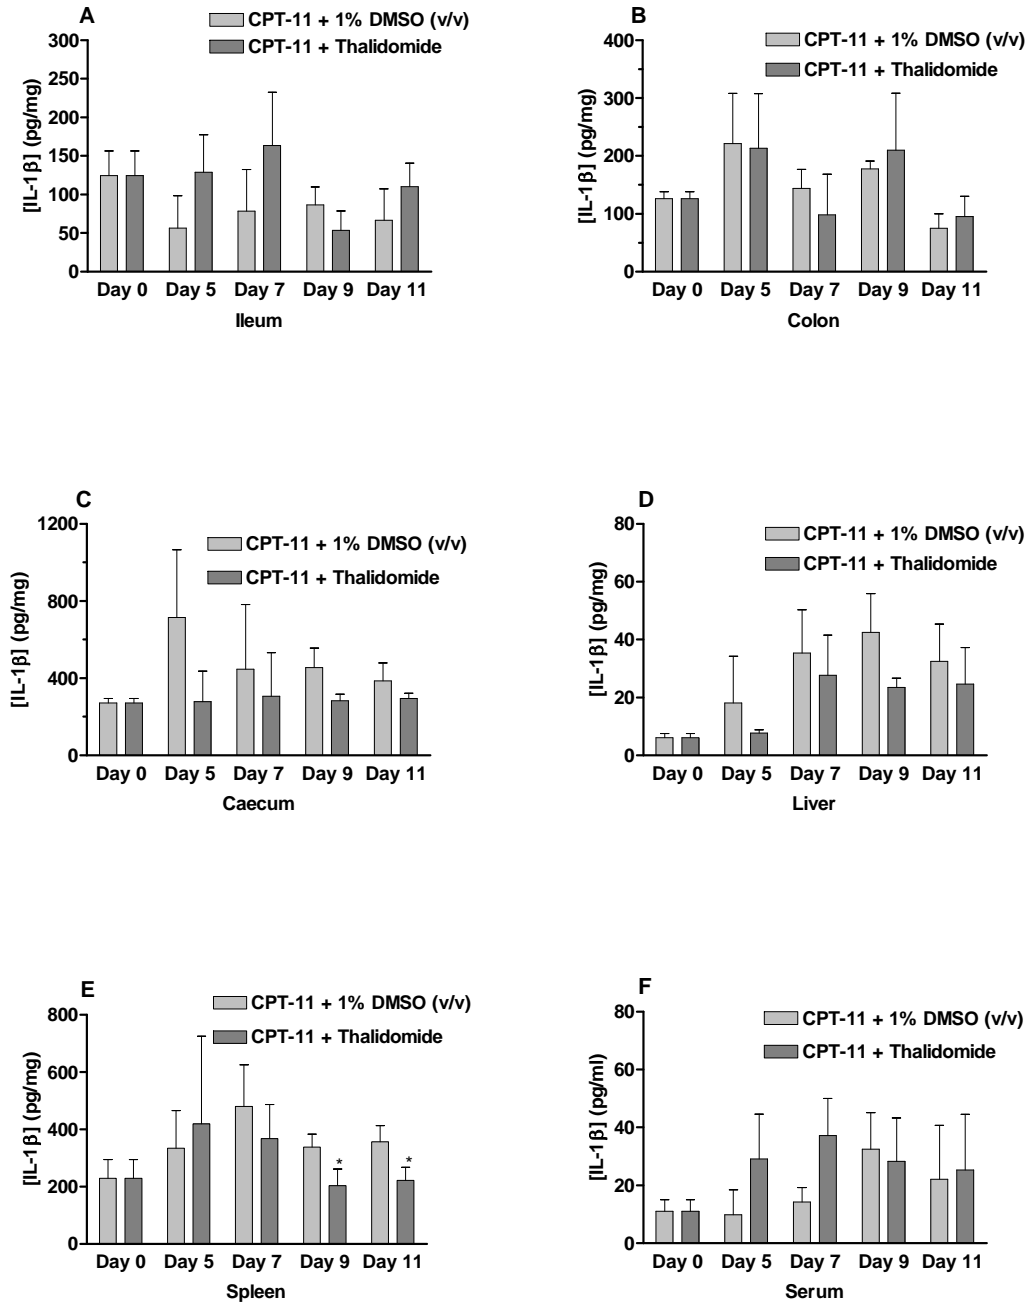 A
CPT-11 + 1% DMSO (v/v)
CPT-11 + Thalidomide
[IL-1β] (pg/mg)
300
250
200
150
100
50
0
Day 0 Day 5 Day 7 Day 9 Day 11
Ileum
B
CPT-11 + 1% DMSO (v/v)
CPT-11 + Thalidomide
[IL-1β] (pg/mg)
400
300
200
100
0
Day 0 Day 5 Day 7 Day 9 Day 11
Colon
C
CPT-11 + 1% DMSO (v/v)
CPT-11 + Thalidomide
[IL-1β] (pg/mg)
1200
800
400
0
Day 0 Day 5 Day 7 Day 9 Day 11
Caecum
D
CPT-11 + 1% DMSO (v/v)
CPT-11 + Thalidomide
[IL-1β] (pg/mg)
80
60
40
20
0
Day 0 Day 5 Day 7 Day 9 Day 11
Liver
E
CPT-11 + 1% DMSO (v/v)
CPT-11 + Thalidomide
[IL-1β] (pg/mg)
800
600
400
200
0
* *
Day 0 Day 5 Day 7 Day 9 Day 11
Spleen
F
CPT-11 + 1% DMSO (v/v)
CPT-11 + Thalidomide
[IL-1β] (pg/ml)
80
60
40
20
0
Day 0 Day 5 Day 7 Day 9 Day 11
Serum